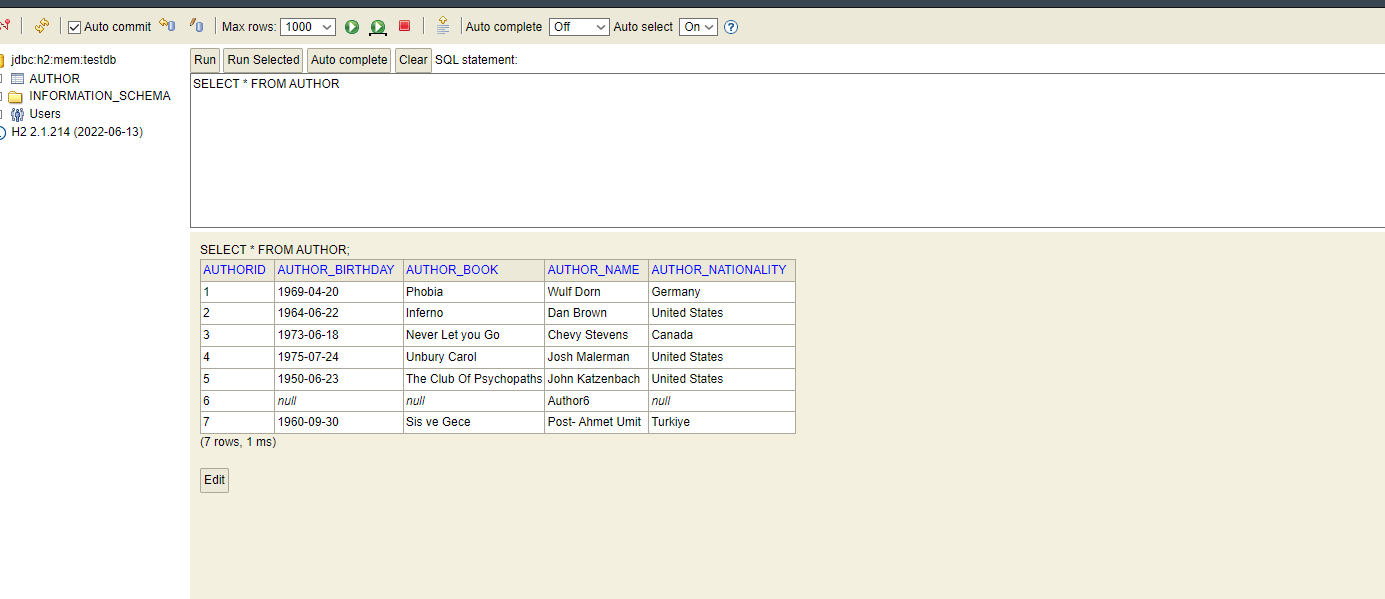 Auto commit Max rows: 1000 Auto complete Off Auto select On ?
jdbc:h2:mem:testdb
AUTHOR
INFORMATION_SCHEMA
Users
H2 2.1.214 (2022-06-13)
Run Run Selected Auto complete Clear SQL statement:
SELECT * FROM AUTHOR
SELECT * FROM AUTHOR;
AUTHORID AUTHOR_BIRTHDAY AUTHOR_BOOK AUTHOR_NAME AUTHOR_NATIONALITY
1 1969-04-20 Phobia Wulf Dorn Germany
2 1964-06-22 Inferno Dan Brown United States
3 1973-06-18 Never Let you Go Chevy Stevens Canada
4 1975-07-24 Unbury Carol Josh Malerman United States
5 1950-06-23 The Club Of Psychopaths John Katzenbach United States
6 null null Author6 null
7 1960-09-30 Sis ve Gece Post- Ahmet Umit Turkiye
(7 rows, 1 ms)
Edit